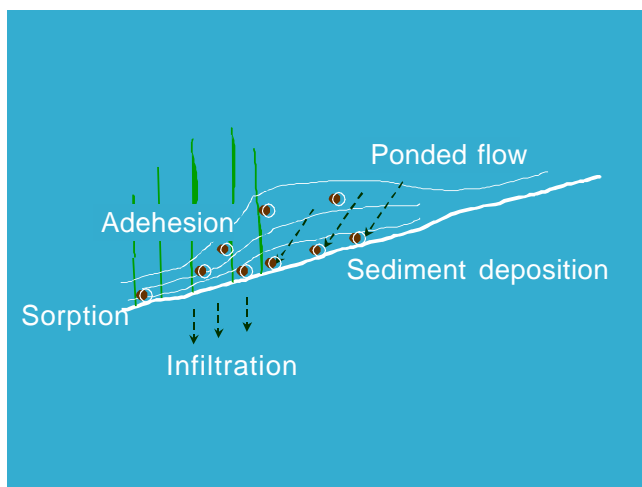 Ponded flow
Adehesion
Sediment deposition
Sorption
Infiltration